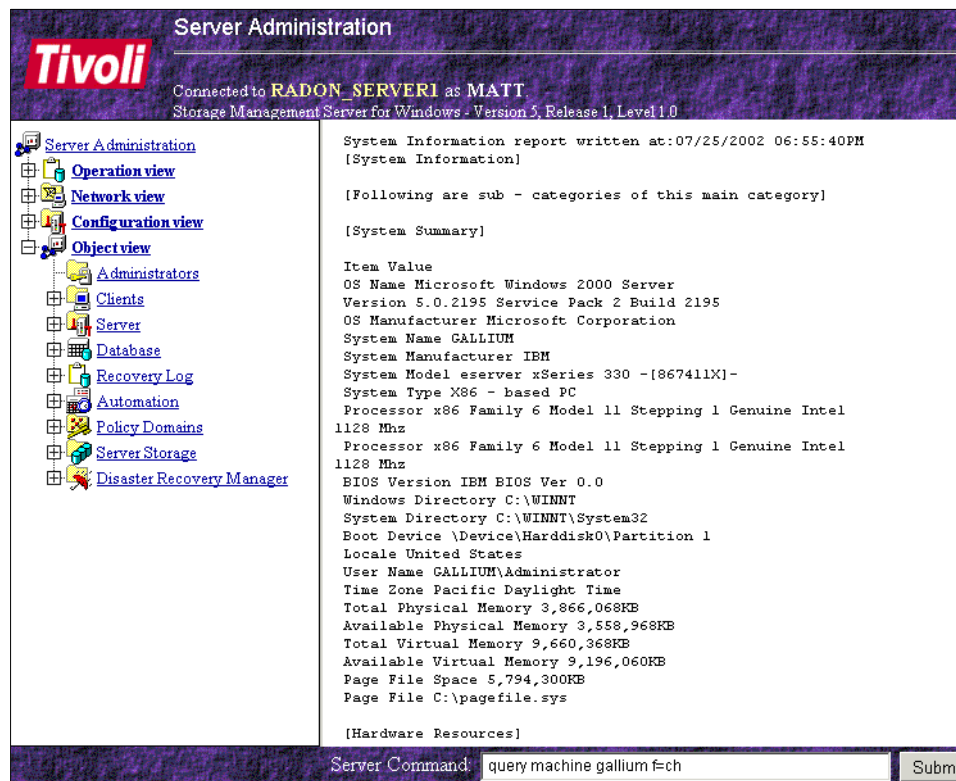 Server Administration
Tivoli
Connected to RADON_SERVER1 as MATT
Storage Management Server for Windows - Version 5, Release 1, Level 1.0
Server Administration
Operation view
Network view
Configuration view
Object view
Administrators
Clients
Server
Database
Recovery Log
Automation
Policy Domains
Server Storage
Disaster Recovery Manager
System Information report written at:07/25/2002 06:55:40PM
[System Information]
[Following are sub - categories of this main category]
[System Summary]
Item Value
OS Name Microsoft Windows 2000 Server
Version 5.0.2195 Service Pack 2 Build 2195
OS Manufacturer Microsoft Corporation
System Name GALLIUM
System Manufacturer IBM
System Model eserver xSeries 330 -[867411X]-
System Type X86 - based PC
Processor x86 Family 6 Model 11 Stepping 1 Genuine Intel
1128 Mhz
Processor x86 Family 6 Model 11 Stepping 1 Genuine Intel
1128 Mhz
BIOS Version IBM BIOS Ver 0.0
Windows Directory C:\WINNT
System Directory C:\WINNT\System32
Boot Device \Device\Harddisk0\Partition 1
Locale United States
User Name GALLIUM\Administrator
Time Zone Pacific Daylight Time
Total Physical Memory 3,866,068KB
Available Physical Memory 3,558,968KB
Total Virtual Memory 9,660,368KB
Available Virtual Memory 9,196,060KB
Page File Space 5,794,300KB
Page File C:\pagefile.sys
[Hardware Resources]
Server Command: query machine gallium f=ch Subm